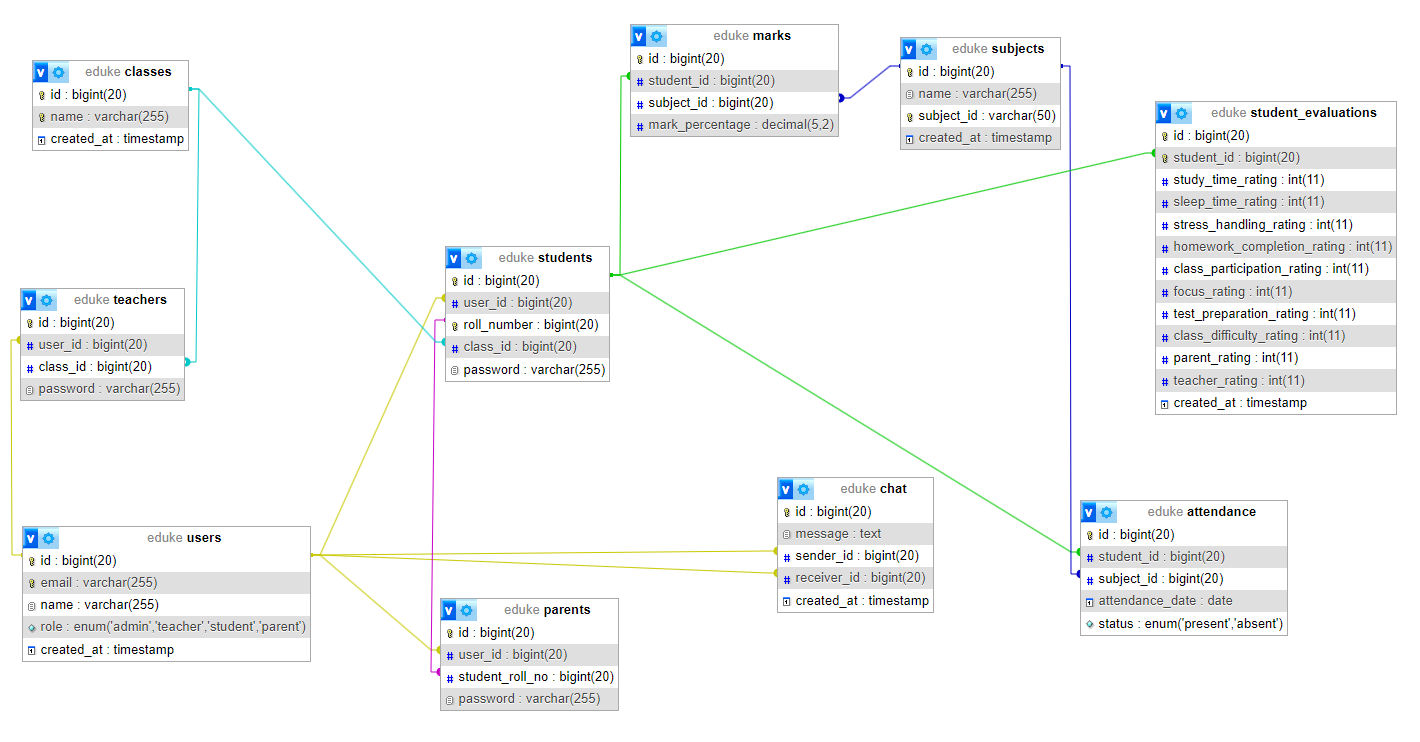 eduke classes
id : bigint(20)
name : varchar(255)
created_at : timestamp
eduke marks
id : bigint(20)
student_id : bigint(20)
subject_id : bigint(20)
mark_percentage : decimal(5,2)
eduke subjects
id : bigint(20)
name : varchar(255)
subject_id : varchar(50)
created_at : timestamp
eduke student_evaluations
id : bigint(20)
student_id : bigint(20)
study_time_rating : int(11)
sleep_time_rating : int(11)
stress_handling_rating : int(11)
homework_completion_rating : int(11)
class_participation_rating : int(11)
focus_rating : int(11)
test_preparation_rating : int(11)
class_difficulty_rating : int(11)
parent_rating : int(11)
teacher_rating : int(11)
created_at : timestamp
eduke teachers
id : bigint(20)
user_id : bigint(20)
class_id : bigint(20)
password : varchar(255)
eduke students
id : bigint(20)
user_id : bigint(20)
roll_number : bigint(20)
class_id : bigint(20)
password : varchar(255)
eduke users
id : bigint(20)
email : varchar(255)
name : varchar(255)
role : enum('admin','teacher','student','parent')
created_at : timestamp
eduke parents
id : bigint(20)
user_id : bigint(20)
student_roll_no : bigint(20)
password : varchar(255)
eduke chat
id : bigint(20)
message : text
sender_id : bigint(20)
receiver_id : bigint(20)
created_at : timestamp
eduke attendance
id : bigint(20)
student_id : bigint(20)
subject_id : bigint(20)
attendance_date : date
status : enum('present','absent')